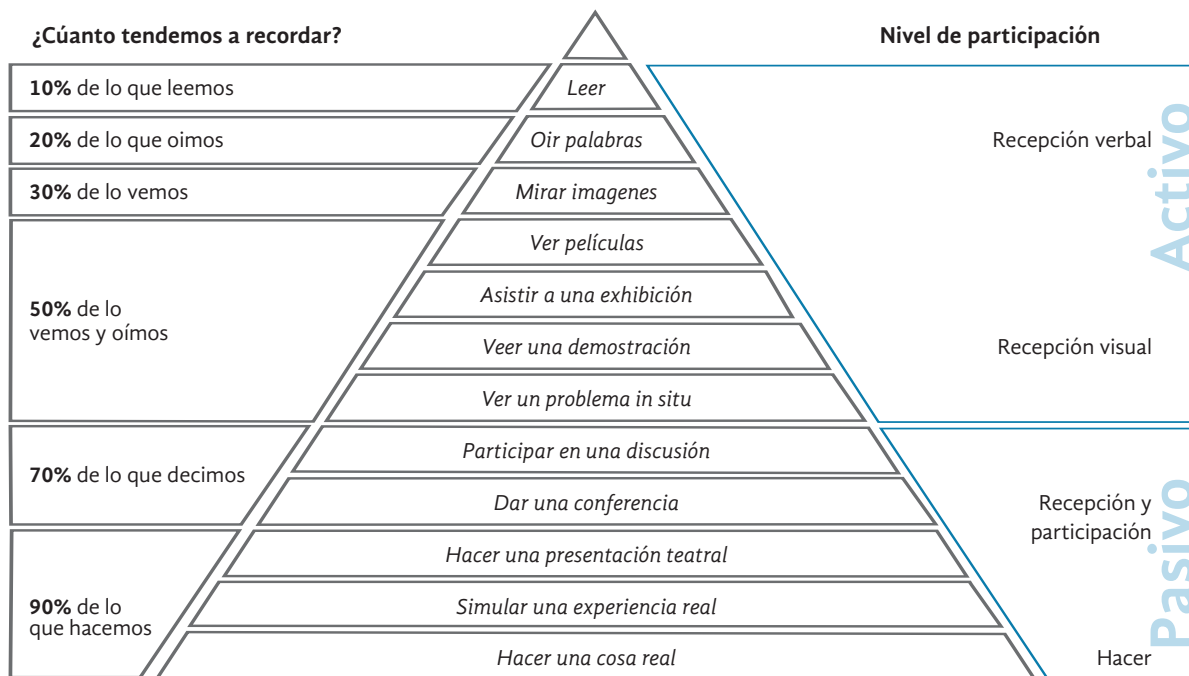 ¿Cúanto tendemos a recordar?
Nivel de participación
10% de lo que leemos
Leer
20% de lo que oimos
Oir palabras
Recepción verbal
30% de lo vemos
Mirar imagenes
Activo
Ver películas
50% de lo
vemos y oímos
Asistir a una exhibición
Veer una demostración
Recepción visual
Ver un problema in situ
70% de lo que decimos
Participar en una discusión
Dar una conferencia
Recepción y
participación
Pasivo
90% de lo
que hacemos
Hacer una presentación teatral
Simular una experiencia real
Hacer una cosa real
Hacer